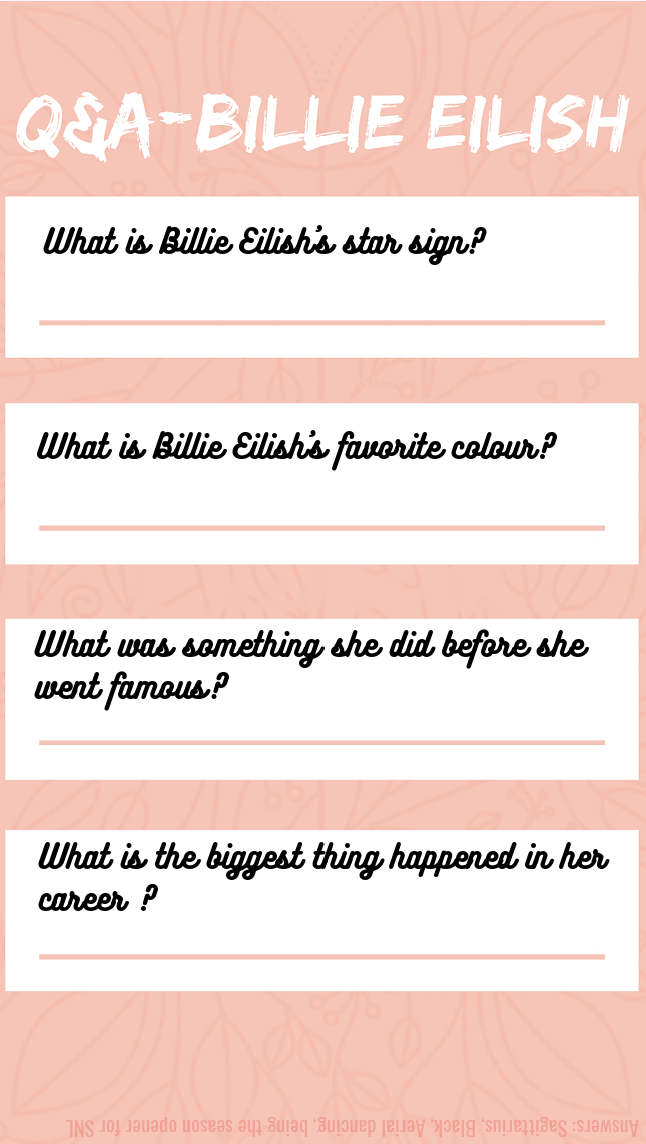 Q&A-BILLIE EILISH
What is Billie Eilish's star sign?
What is Billie Eilish's favorite colour?
What was something she did before she
went famous?
What is the biggest thing happened in her
career ?
Answers: Sagittarius, Black, Aerial dancing, being the season opener for SNL